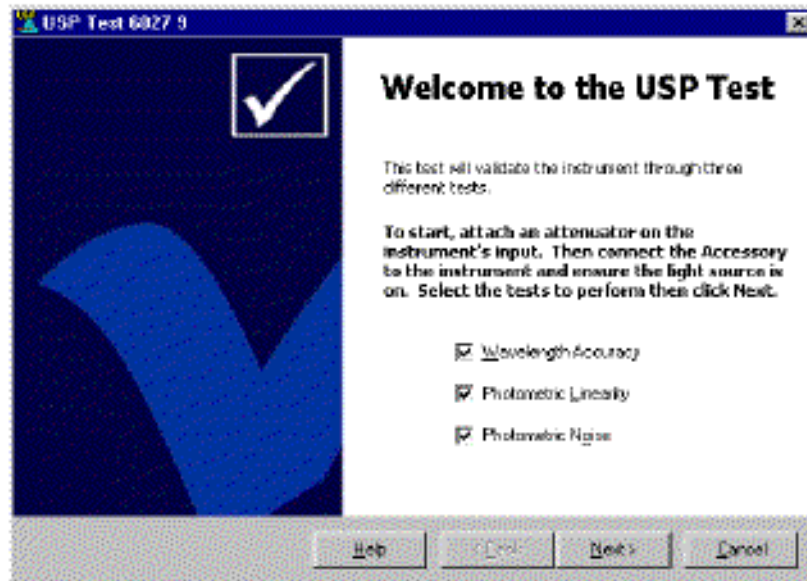 USP Test 6827 9
Welcome to the USP Test
This test will validate the instrument through three
different tests.
To start, attach an attenuator on the
instrument's input. Then connect the Accessory
to the instrument and ensure the light source is
on. Select the tests to perform then click Next.
Wavelength Accuracy
Photometric Linearity
Photometric Noise
Help
< Back
Next >
Cancel